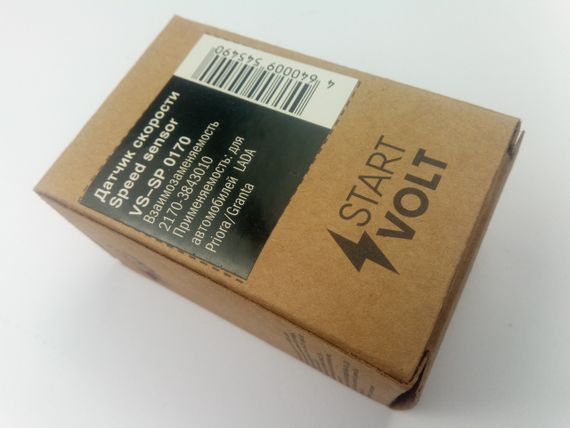 4 640009 545490
Датчик скорости
Speed sensor
VS-SP 0170
Взаимозаменяемость
2170-3843010
Применяемость: для
автомобилей LADA
Priora/Granta
START
VOLT